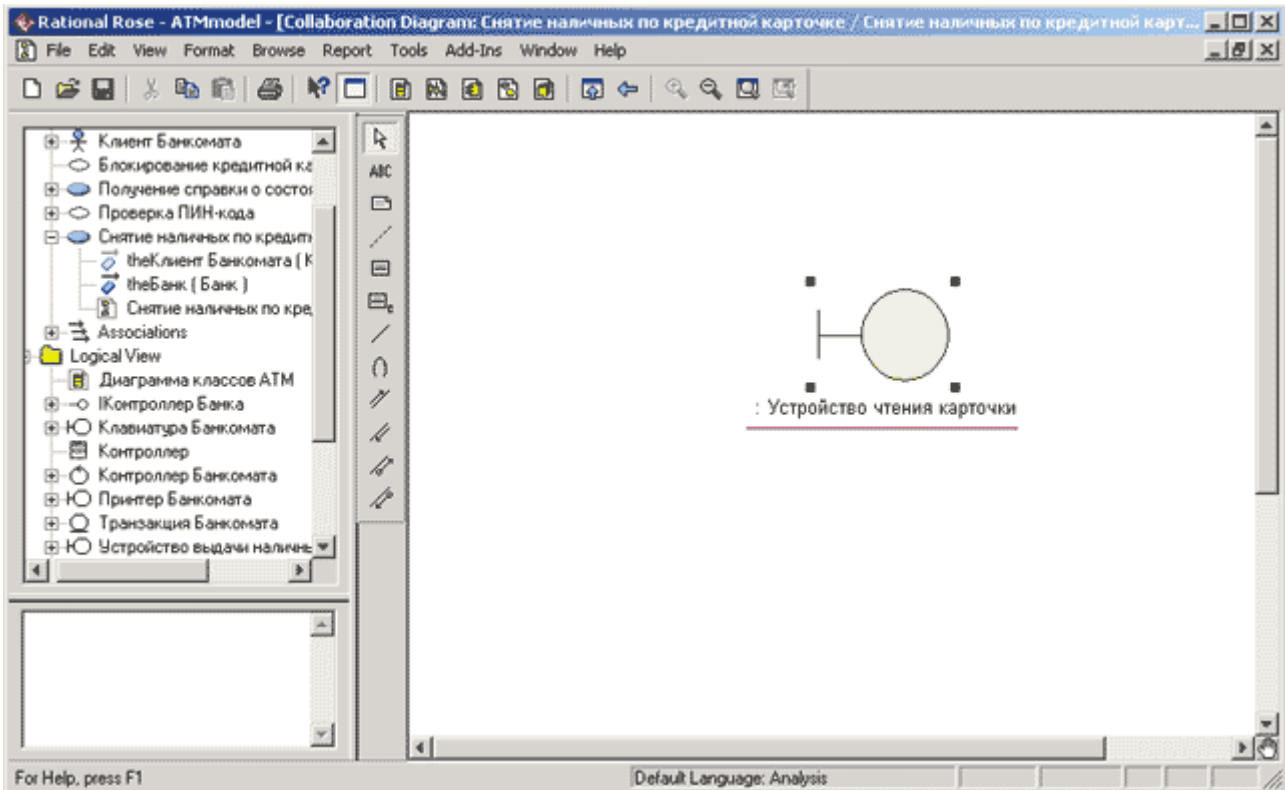 Rational Rose - ATMmodel - [Collaboration Diagram: Снятие наличных по кредитной карточке / Снятие наличных по кредитной карт...
File Edit View Format Browse Report Tools Add-Ins Window Help
Клиент Банкомата
Блокирование кредитной ка
Получение справки о состоя
Проверка ПИН-кода
Снятие наличных по кредитн
theКлиент Банкомата ( К
theБанк ( Банк )
Снятие наличных по кре
Associations
Logical View
Диаграмма классов АТМ
IКонтроллер Банка
Клавиатура Банкомата
Контроллер
Контроллер Банкомата
Принтер Банкомата
Транзакция Банкомата
Устройство выдачи наличнь
ABC
: Устройство чтения карточки
For Help, press F1
Default Language: Analysis